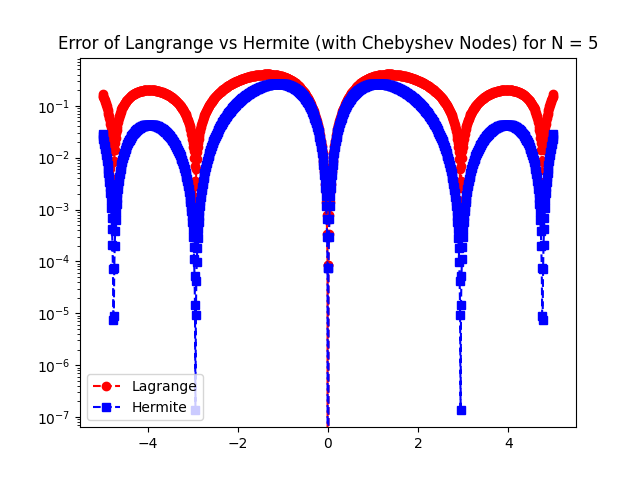 Error of Langrange vs Hermite (with Chebyshev Nodes) for N = 5
10⁻¹
10⁻²
10⁻³
10⁻⁴
10⁻⁵
10⁻⁶
10⁻⁷
Lagrange
Hermite
−4 −2 0 2 4